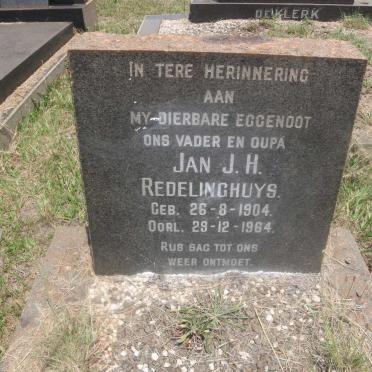 DE KLERK
IN TERE HERINNERING
AAN
MY DIERBARE EGGENOOT
ONS VADER EN OUPA
JAN J.H.
REDELINGHUYS.
GEB. 26-8-1904.
OORL. 29-12-1964.
RUS SAG TOT ONS
WEER ONTMOET.